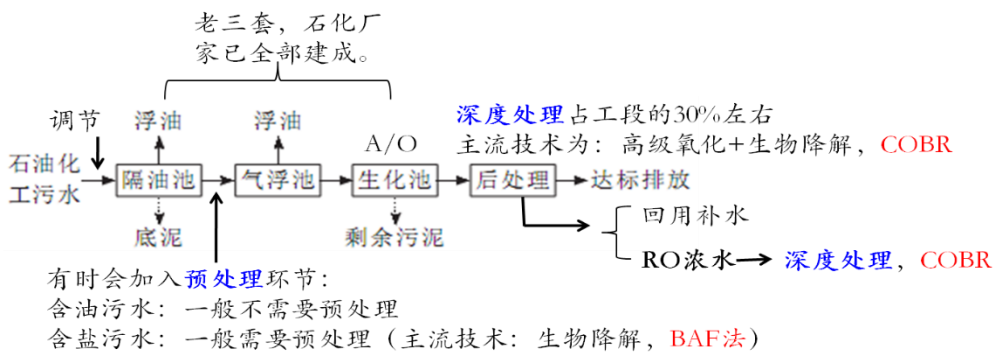 老三套，石化厂
家已全部建成。
调节
浮油
浮油
A/O
深度处理占工段的30%左右
主流技术为：高级氧化+生物降解，COBR
石油化
工污水
隔油池
气浮池
生化池
后处理
达标排放
底泥
剩余污泥
回用补水
RO浓水
深度处理，COBR
有时会加入预处理环节：
含油污水：一般不需要预处理
含盐污水：一般需要预处理（主流技术：生物降解，BAF法）